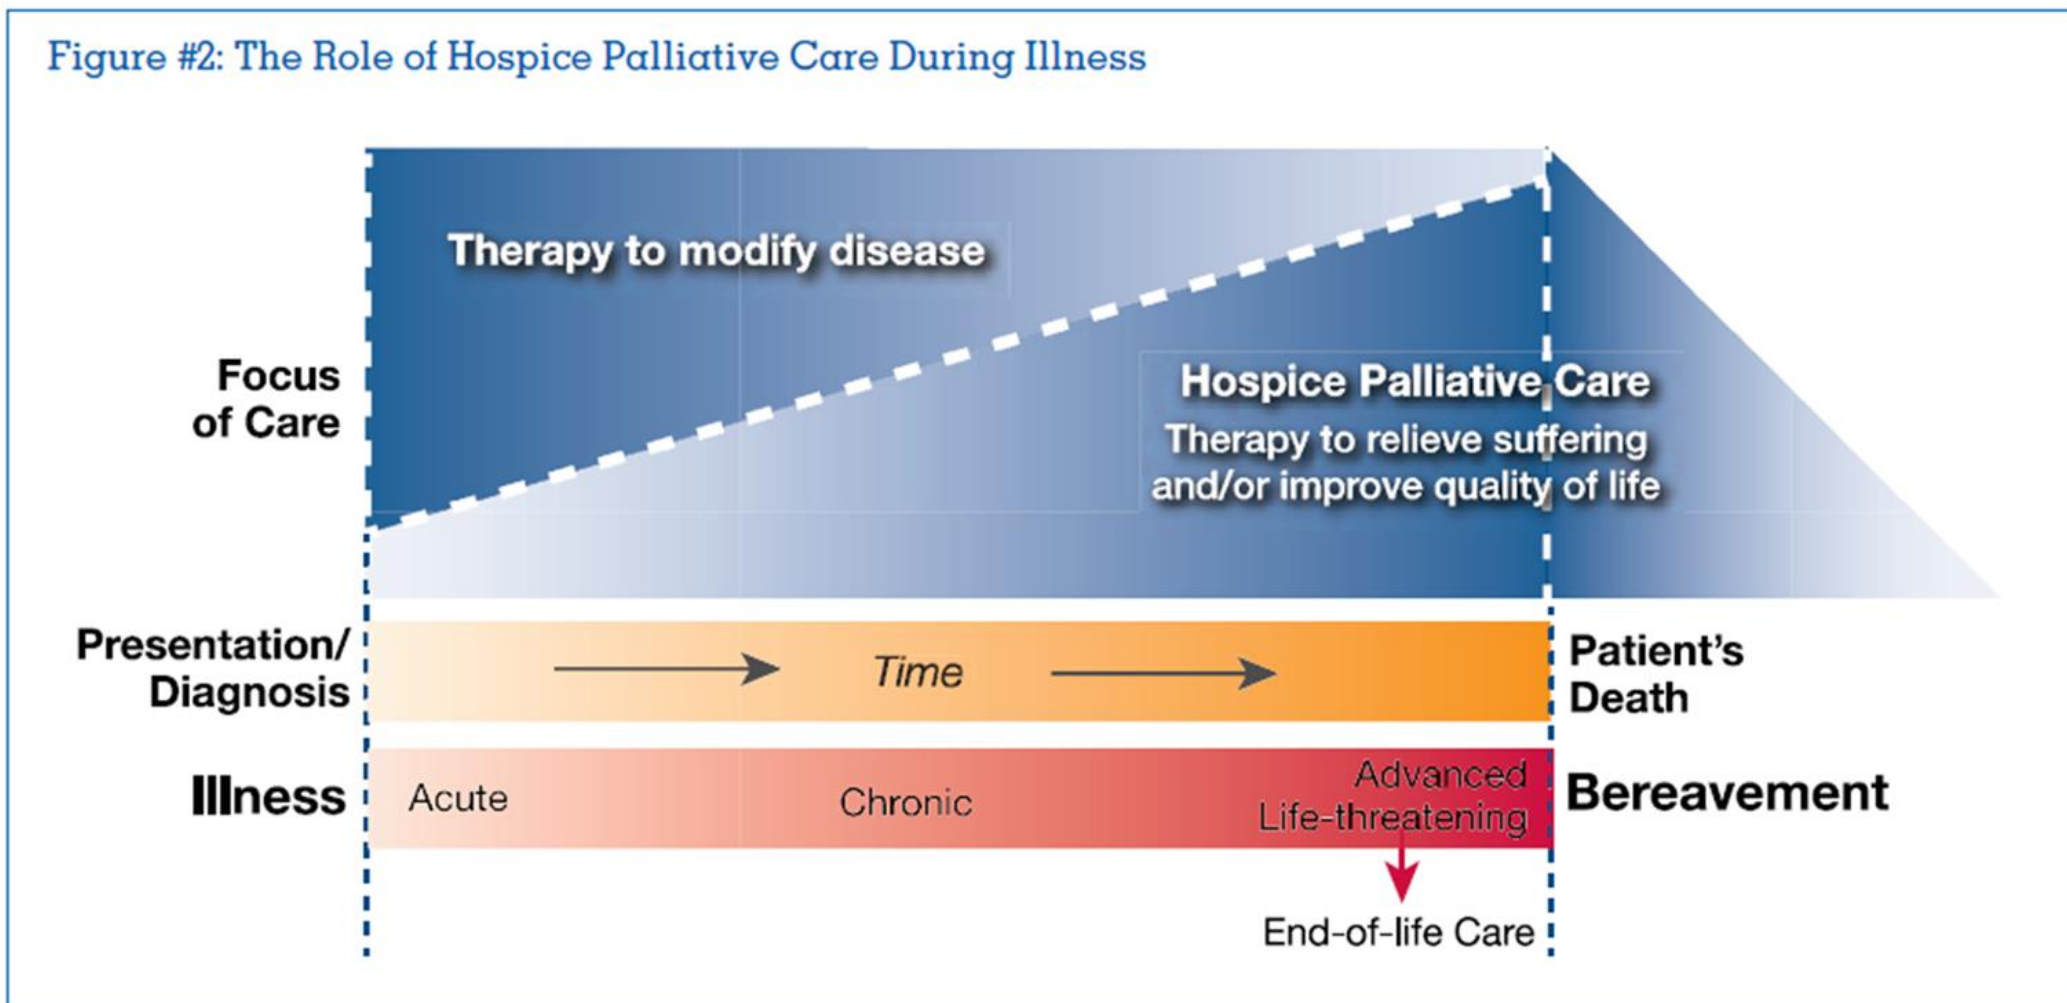 Figure #2: The Role of Hospice Palliative Care During Illness
Therapy to modify disease
Focus
of Care
Hospice Palliative Care
Therapy to relieve suffering
and/or improve quality of life
Presentation/
Diagnosis
Time
Patient's
Death
Illness
Acute
Chronic
Advanced
Life-threatening
Bereavement
End-of-life Care